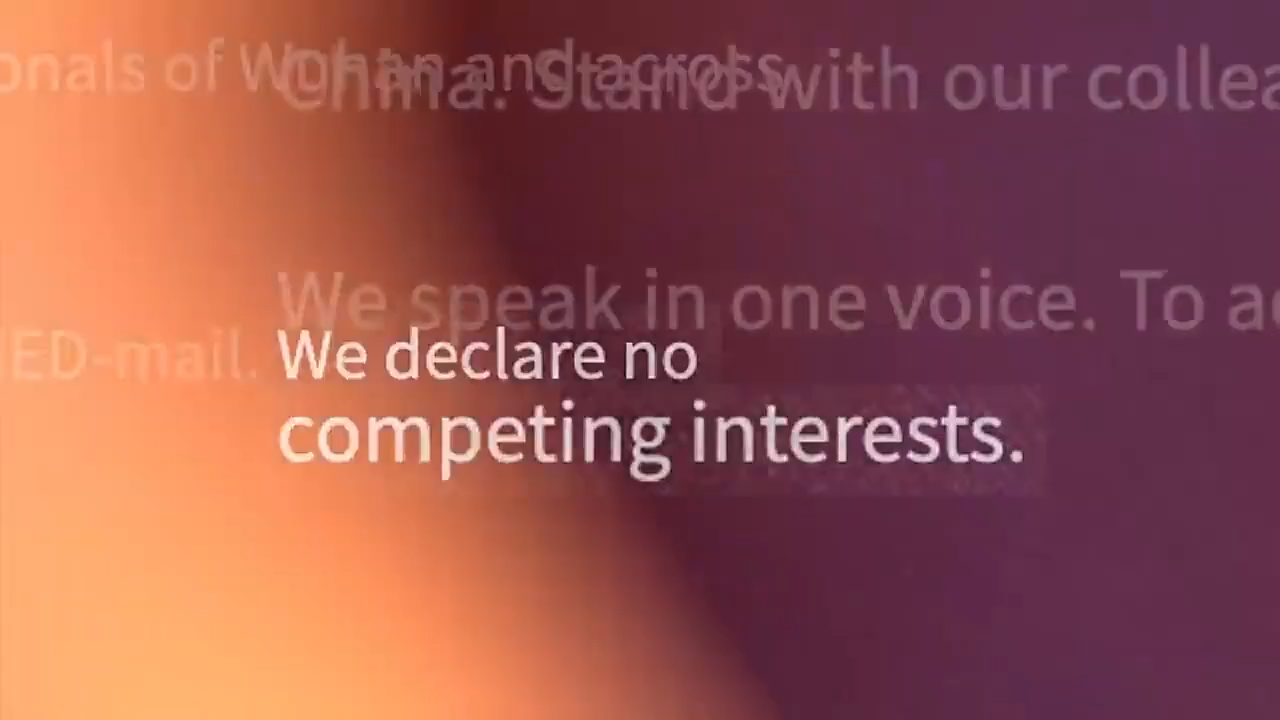 onals of Wuhan and across
China. Stand with our collea
We speak in one voice. To a
ED-mail.
We declare no
competing interests.